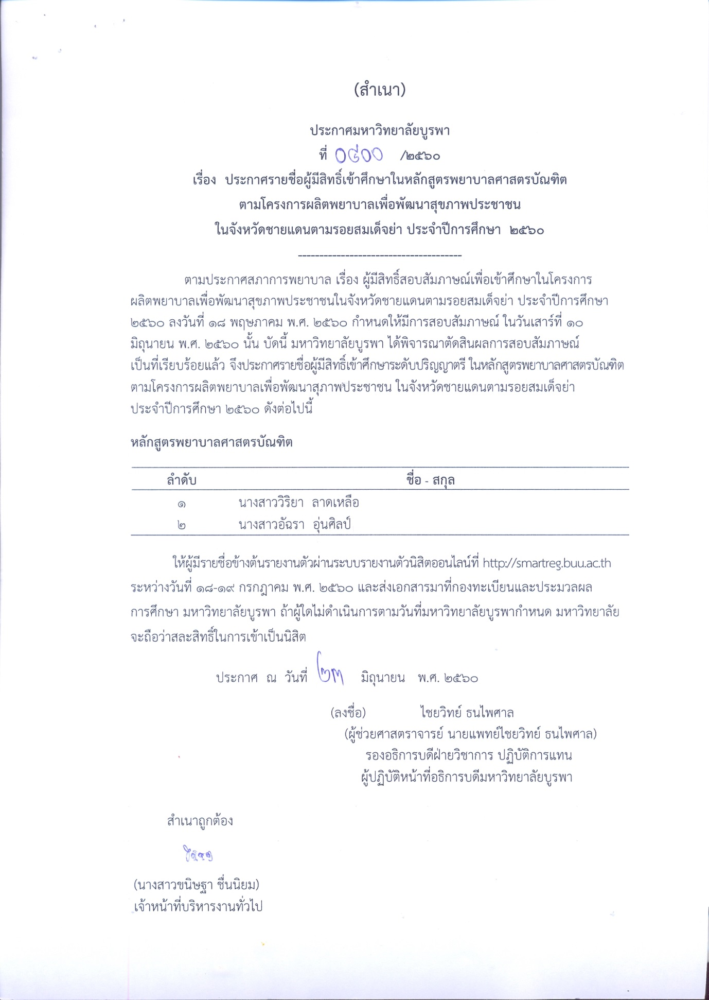 (สำเนา)
ประกาศมหาวิทยาลัยบูรพา
ที่ ๐๘๐๐ /๒๕๖๐
เรื่อง ประกาศรายชื่อผู้มีสิทธิ์เข้าศึกษาในหลักสูตรพยาบาลศาสตรบัณฑิต
ตามโครงการผลิตพยาบาลเพื่อพัฒนาสุขภาพประชาชน
ในจังหวัดชายแดนตามรอยสมเด็จย่า ประจำปีการศึกษา ๒๕๖๐
--------------------------------------
ตามประกาศสภาการพยาบาล เรื่อง ผู้มีสิทธิ์สอบสัมภาษณ์เพื่อเข้าศึกษาในโครงการ
ผลิตพยาบาลเพื่อพัฒนาสุขภาพประชาชนในจังหวัดชายแดนตามรอยสมเด็จย่า ประจำปีการศึกษา
๒๕๖๐ ลงวันที่ ๑๘ พฤษภาคม พ.ศ. ๒๕๖๐ กำหนดให้มีการสอบสัมภาษณ์ ในวันเสาร์ที่ ๑๐
มิถุนายน พ.ศ. ๒๕๖๐ นั้น บัดนี้ มหาวิทยาลัยบูรพา ได้พิจารณาตัดสินผลการสอบสัมภาษณ์
เป็นที่เรียบร้อยแล้ว จึงประกาศรายชื่อผู้มีสิทธิ์เข้าศึกษาระดับปริญญาตรี ในหลักสูตรพยาบาลศาสตรบัณฑิต
ตามโครงการผลิตพยาบาลเพื่อพัฒนาสุภาพประชาชน ในจังหวัดชายแดนตามรอยสมเด็จย่า
ประจำปีการศึกษา ๒๕๖๐ ดังต่อไปนี้
หลักสูตรพยาบาลศาสตรบัณฑิต
ลำดับ ชื่อ - สกุล
๑ นางสาววิริยา ลาดเหลือ
๒ นางสาวอัฉรา อุ่นศิลป์
ให้ผู้มีรายชื่อข้างต้นรายงานตัวผ่านระบบรายงานตัวนิสิตออนไลน์ที่ http://smartreg.buu.ac.th
ระหว่างวันที่ ๑๘-๑๙ กรกฎาคม พ.ศ. ๒๕๖๐ และส่งเอกสารมาที่กองทะเบียนและประมวลผล
การศึกษา มหาวิทยาลัยบูรพา ถ้าผู้ใดไม่ดำเนินการตามวันที่มหาวิทยาลัยบูรพากำหนด มหาวิทยาลัย
จะถือว่าสละสิทธิ์ในการเข้าเป็นนิสิต
ประกาศ ณ วันที่ ๒๓ มิถุนายน พ.ศ. ๒๕๖๐
(ลงชื่อ) ไชยวิทย์ ธนไพศาล
(ผู้ช่วยศาสตราจารย์ นายแพทย์ไชยวิทย์ ธนไพศาล)
รองอธิการบดีฝ่ายวิชาการ ปฏิบัติการแทน
ผู้ปฏิบัติหน้าที่อธิการบดีมหาวิทยาลัยบูรพา
สำเนาถูกต้อง
(นางสาวขนิษฐา ชื่นนิยม)
เจ้าหน้าที่บริหารงานทั่วไป